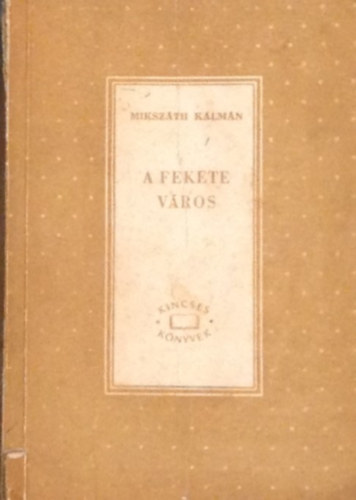 MIKSZÁTH KÁLMÁN
A FEKETE
VÁROS
KINCSES
KÖNYVEK